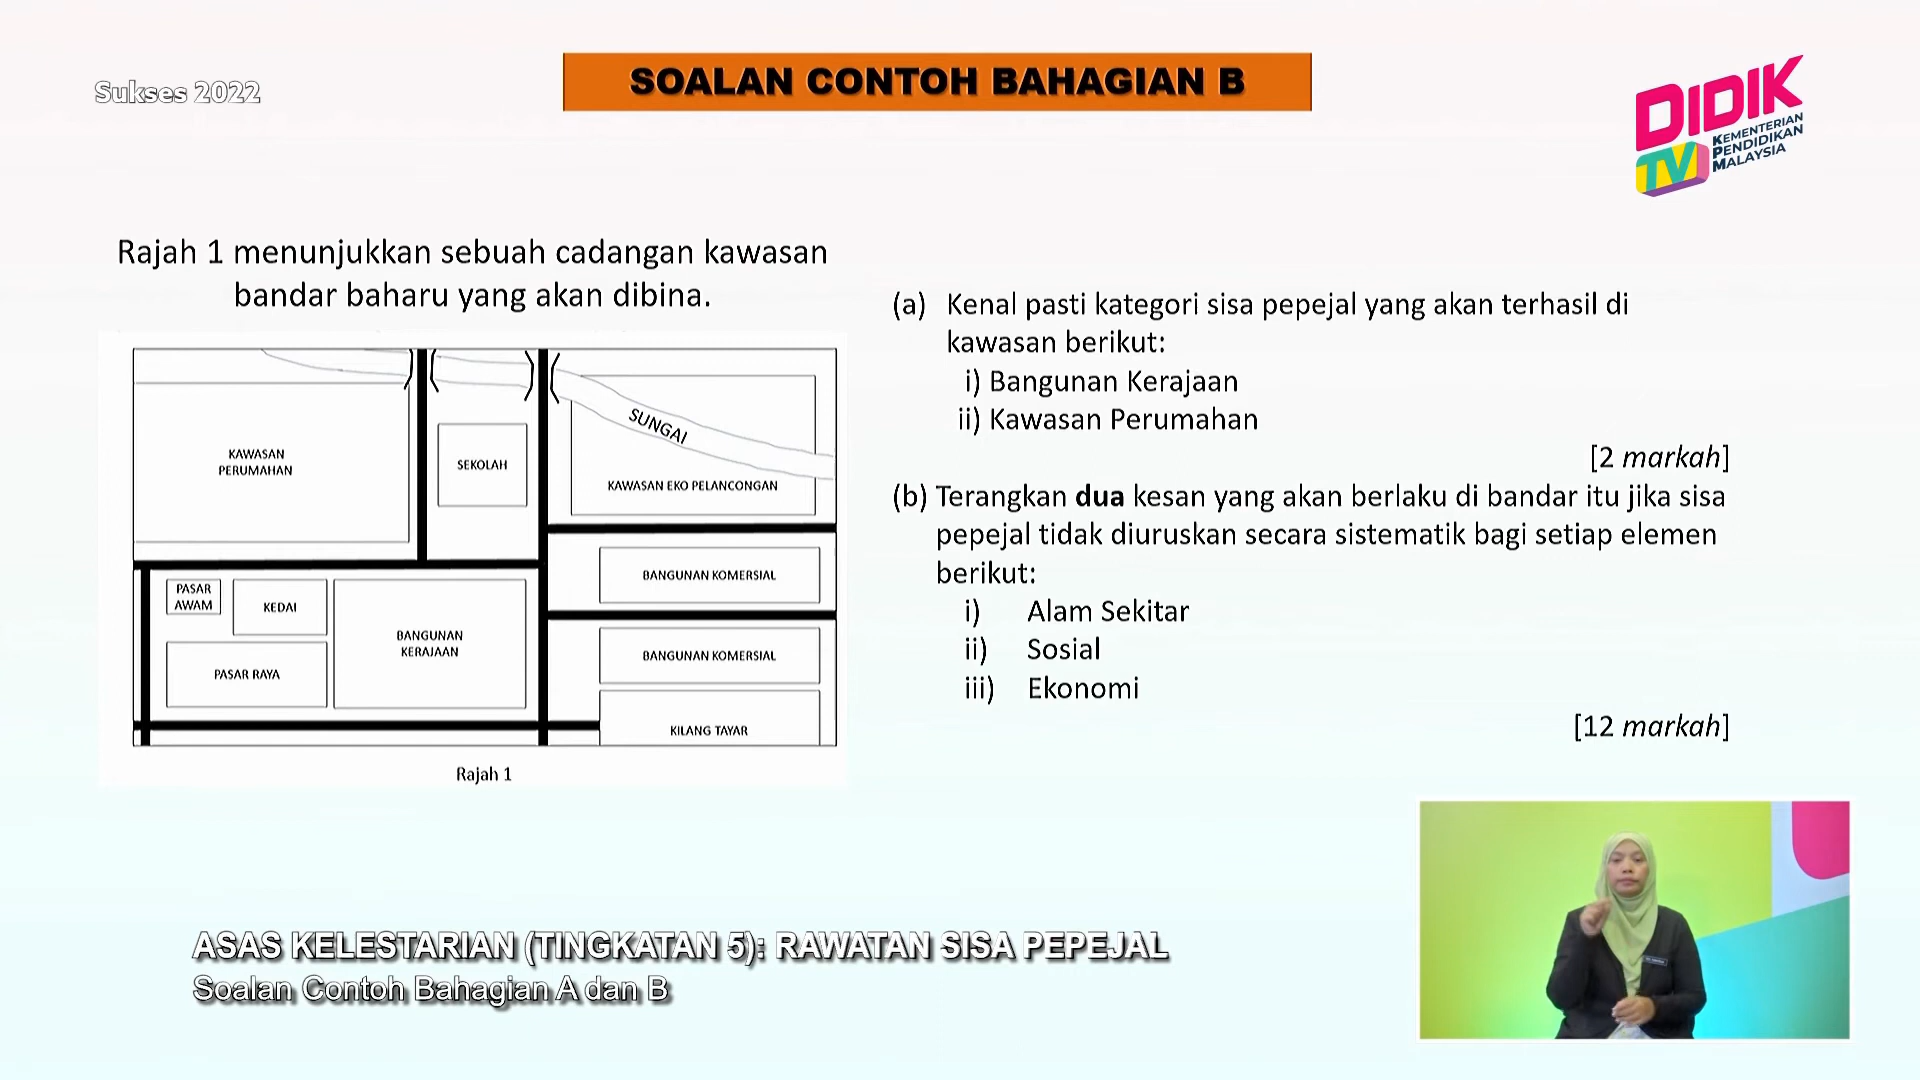 SOALAN CONTOH BAHAGIAN B
Sukses 2022
DIDIK
TV
KEMENTERIAN
PENDIDIKAN
MALAYSIA
Rajah 1 menunjukkan sebuah cadangan kawasan
bandar baharu yang akan dibina.
KAWASAN
PERUMAHAN
SEKOLAH
SUNGAI
KAWASAN EKO PELANCONGAN
BANGUNAN KOMERSIAL
PASAR
AWAM
KEDAI
BANGUNAN
KERAJAAN
BANGUNAN KOMERSIAL
PASAR RAYA
KILANG TAYAR
Rajah 1
(a) Kenal pasti kategori sisa pepejal yang akan terhasil di
kawasan berikut:
i) Bangunan Kerajaan
ii) Kawasan Perumahan
[2 markah]
(b) Terangkan dua kesan yang akan berlaku di bandar itu jika sisa
pepejal tidak diuruskan secara sistematik bagi setiap elemen
berikut:
i) Alam Sekitar
ii) Sosial
iii) Ekonomi
[12 markah]
ASAS KELESTARIAN (TINGKATAN 5): RAWATAN SISA PEPEJAL
Soalan Contoh Bahagian A dan B